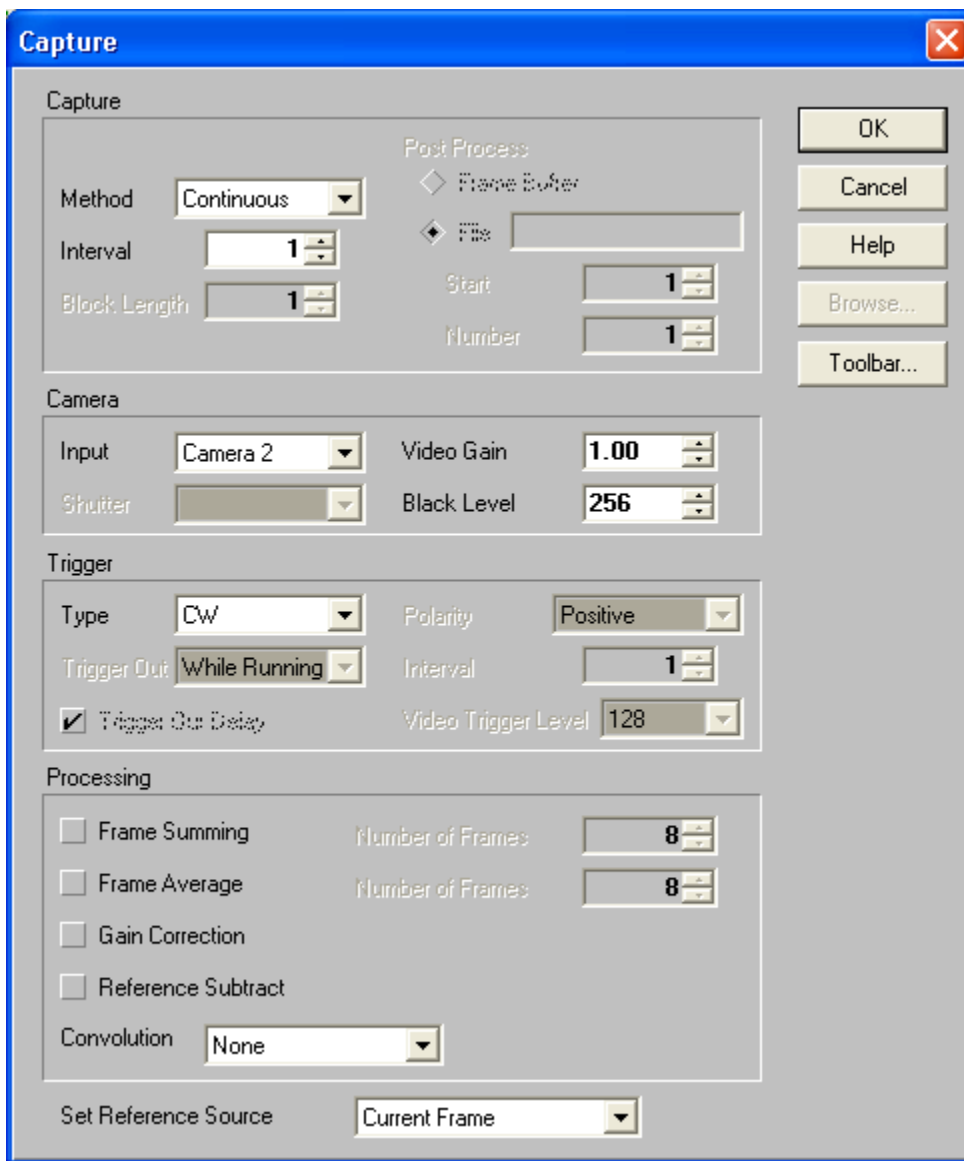 Capture
Capture
OK
Post Process
Frame Buffer
Cancel
Method Continuous
File
Interval 1
Help
Block Length 1
Start 1
Browse...
Number 1
Toolbar...
Camera
Input Camera 2 Video Gain 1.00
Shutter Black Level 256
Trigger
Type CW Polarity Positive
Trigger Out While Running Interval 1
Trigger Out Delay Video Trigger Level 128
Processing
Frame Summing Number of Frames 8
Frame Average Number of Frames 8
Gain Correction
Reference Subtract
Convolution None
Set Reference Source Current Frame